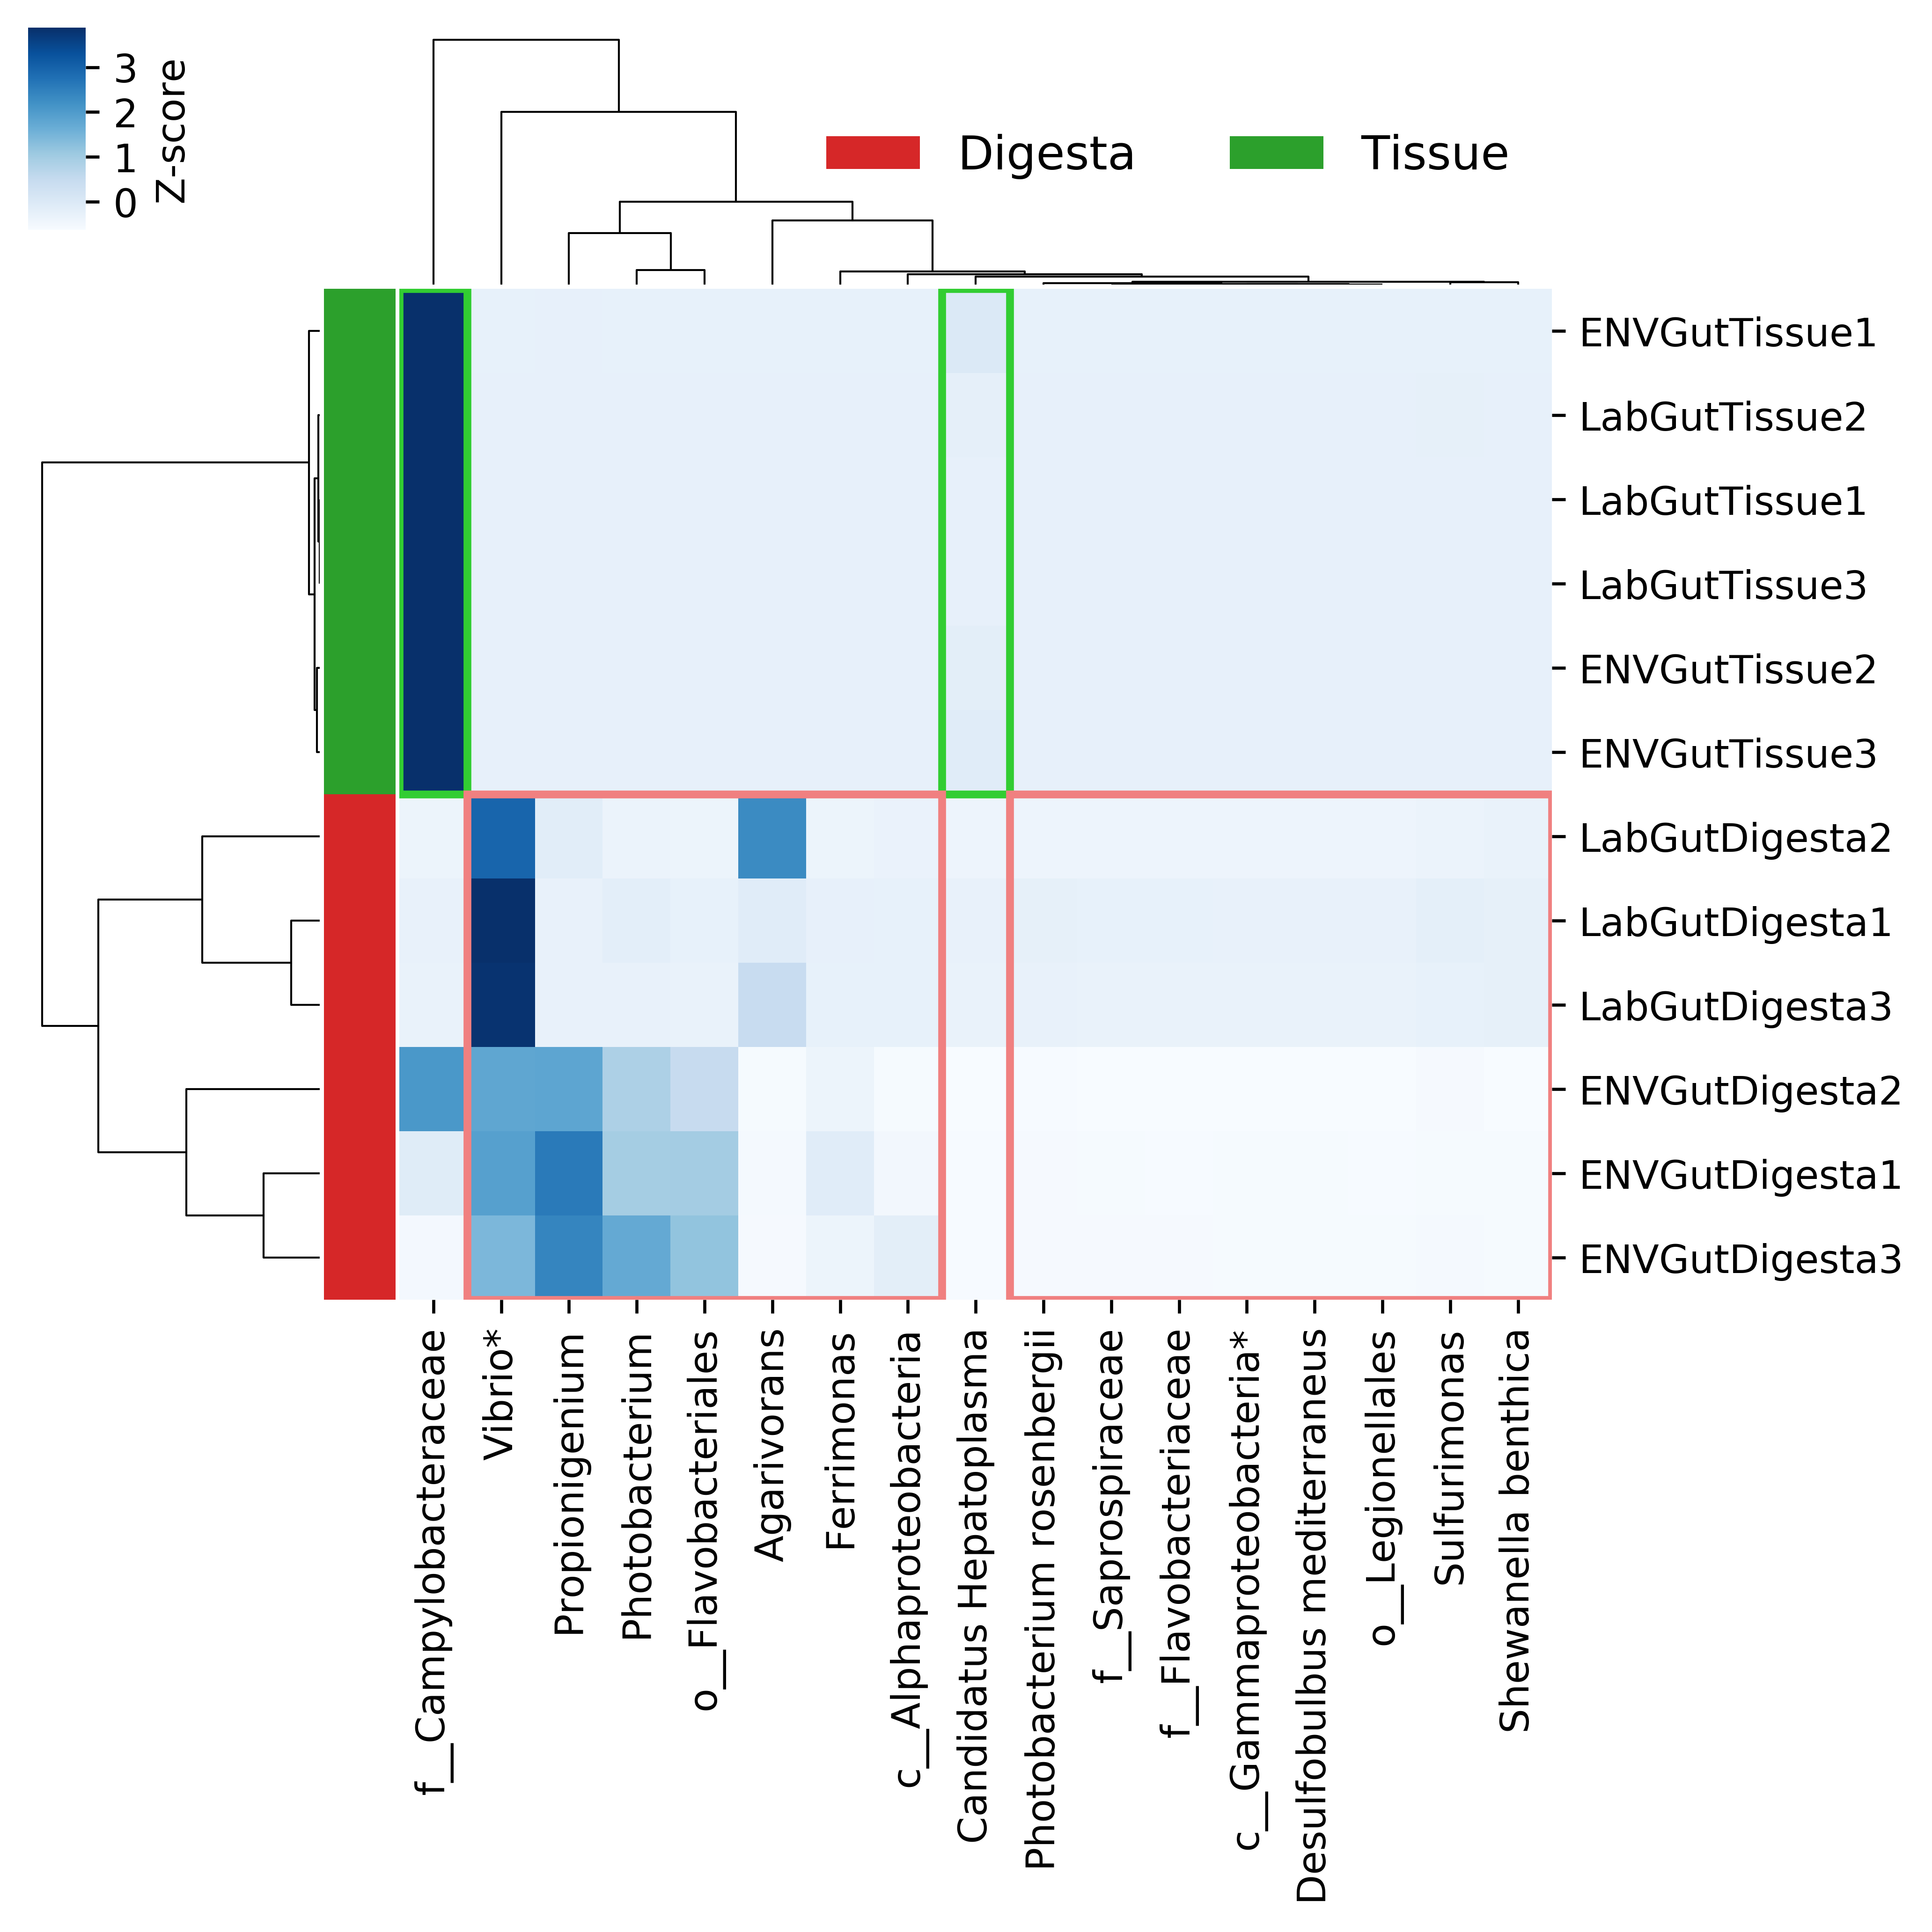 3
2
1
0
Z-score
Digesta
Tissue
ENVGutTissue1
LabGutTissue2
LabGutTissue1
LabGutTissue3
ENVGutTissue2
ENVGutTissue3
LabGutDigesta2
LabGutDigesta1
LabGutDigesta3
ENVGutDigesta2
ENVGutDigesta1
ENVGutDigesta3
f__Campylobacteraceae
Vibrio*
Propionigenium
Photobacterium
o__Flavobacteriales
Agarivorans
Ferrimonas
c__Alphaproteobacteria
Candidatus Hepatoplasma
Photobacterium rosenbergii
f__Saprospiraceae
f__Flavobacteriaceae
c__Gammaproteobacteria*
Desulfobulbus mediterraneus
o__Legionellales
Sulfurimonas
Shewanella benthica